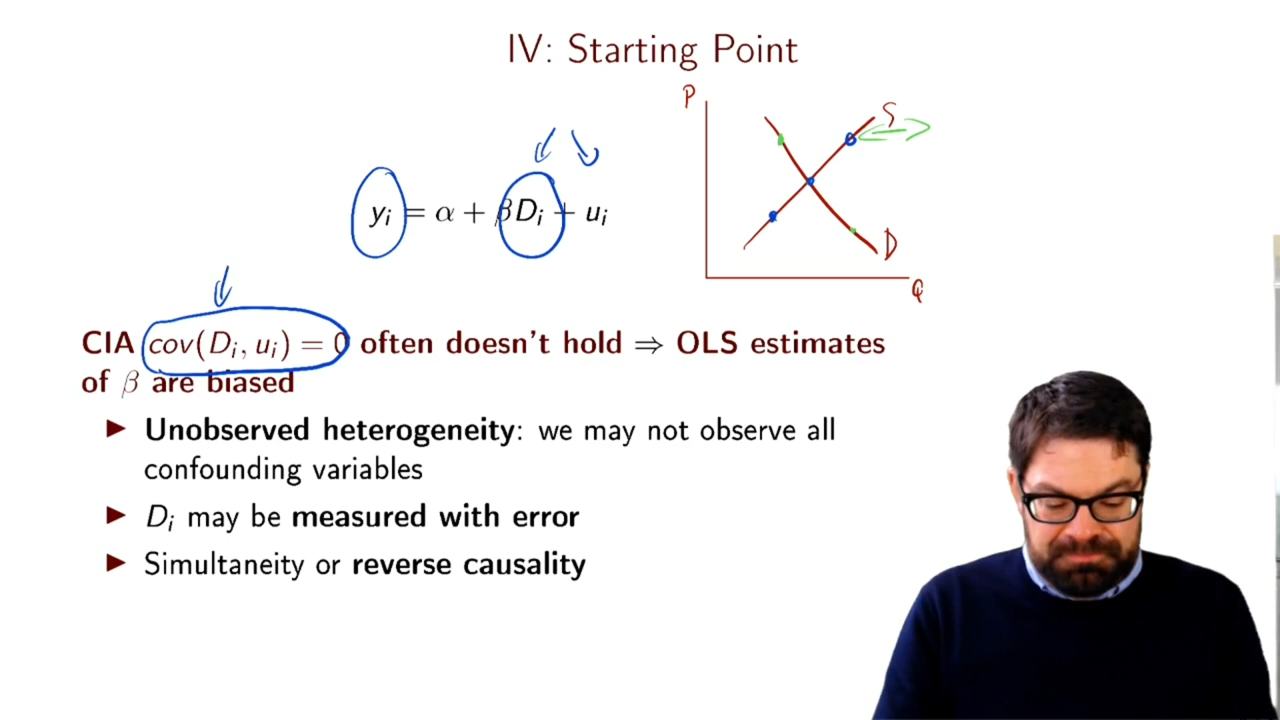 IV: Starting Point
P
S
D
Q
yᵢ = α + βDᵢ + uᵢ
CIA cov(Dᵢ, uᵢ) = 0 often doesn't hold ⇒ OLS estimates
of β are biased
▶ Unobserved heterogeneity: we may not observe all
confounding variables
▶ Dᵢ may be measured with error
▶ Simultaneity or reverse causality